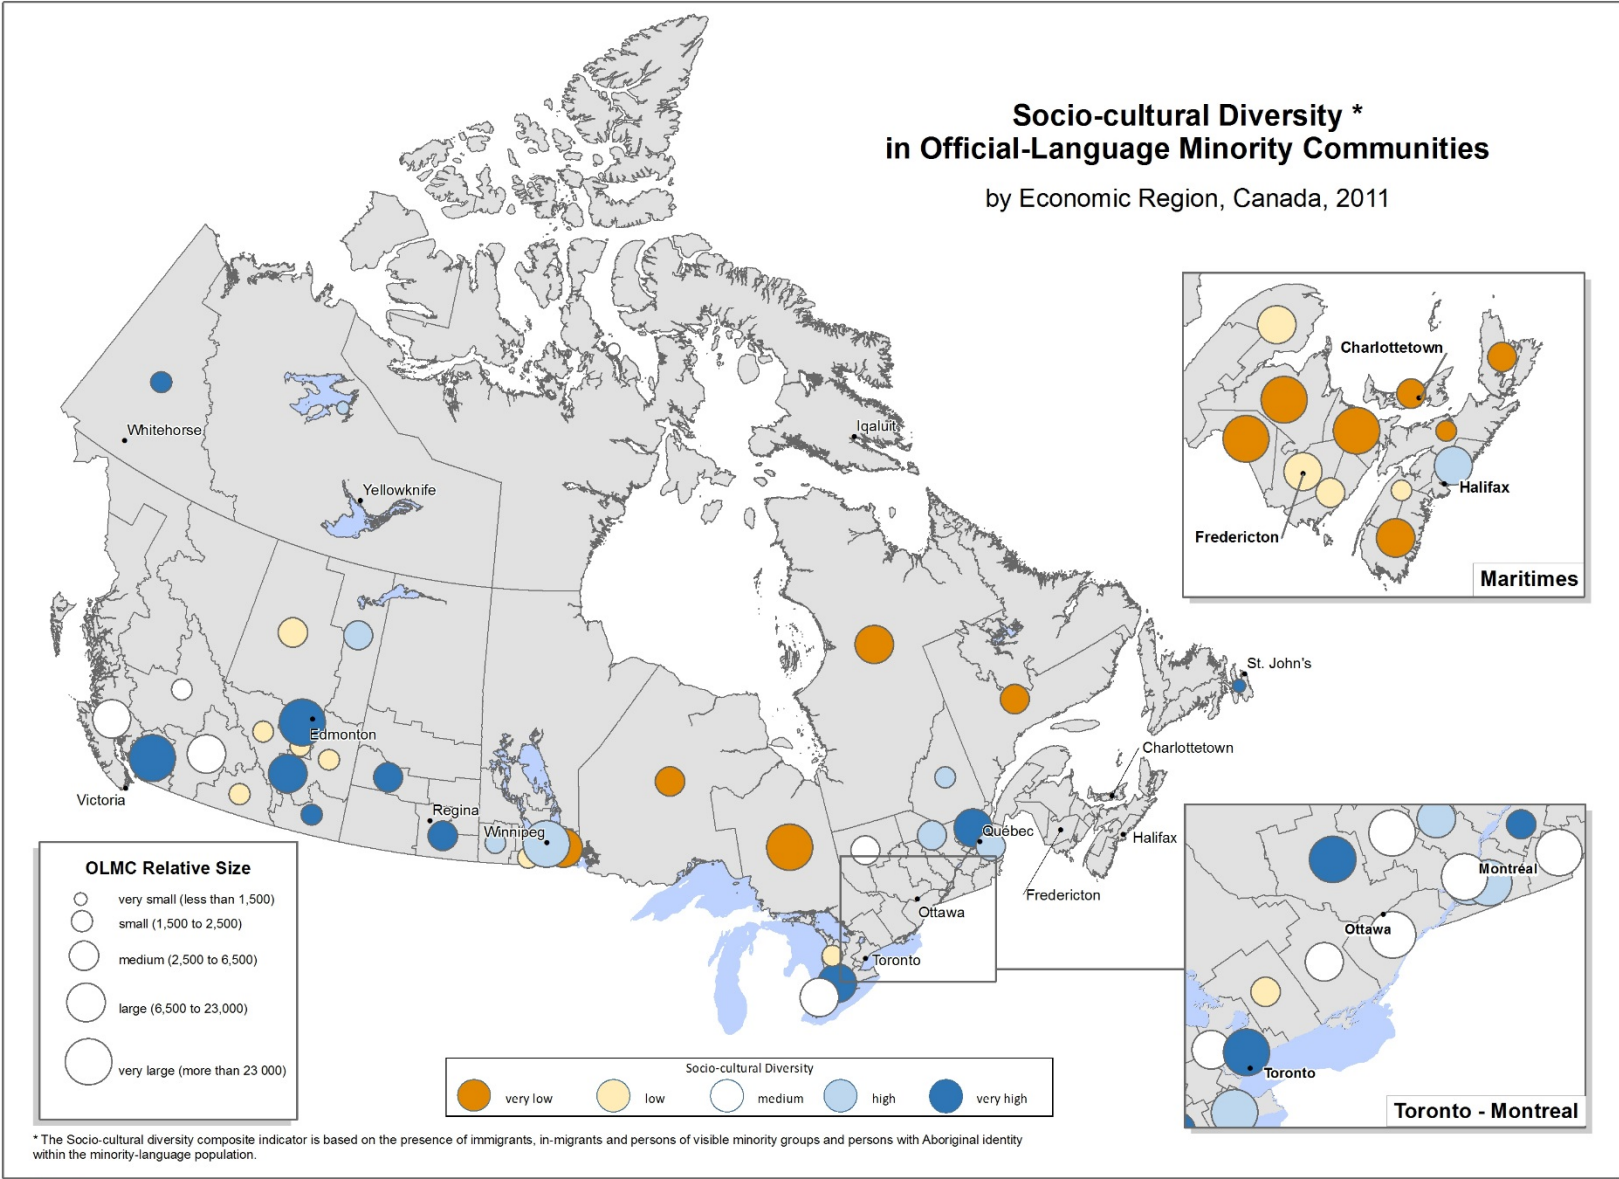 Socio-cultural Diversity *
in Official-Language Minority Communities
by Economic Region, Canada, 2011
Charlottetown
Halifax
Fredericton
Maritimes
Whitehorse
Iqaluit
Yellowknife
St. John's
Edmonton
Charlottetown
Victoria
Regina
Winnipeg
Québec
Halifax
Fredericton
Ottawa
Toronto
Montréal
Ottawa
Toronto
Toronto - Montreal
OLMC Relative Size
very small (less than 1,500)
small (1,500 to 2,500)
medium (2,500 to 6,500)
large (6,500 to 23,000)
very large (more than 23 000)
Socio-cultural Diversity
very low
low
medium
high
very high
* The Socio-cultural diversity composite indicator is based on the presence of immigrants, in-migrants and persons of visible minority groups and persons with Aboriginal identity
within the minority-language population.